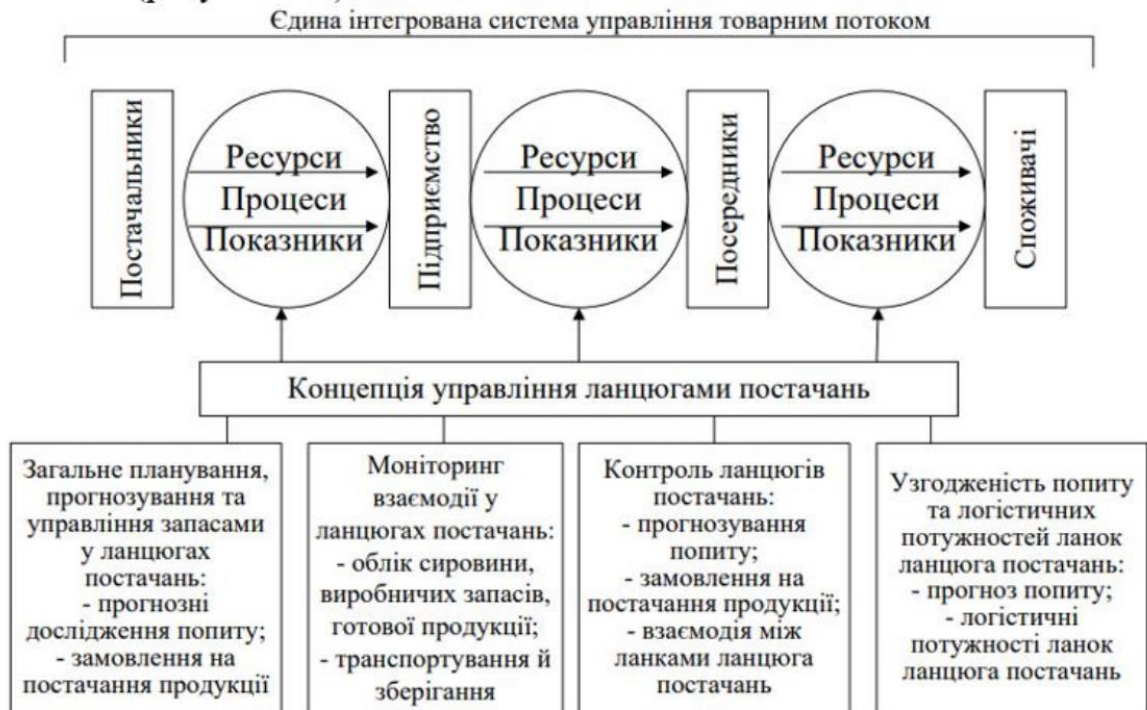 Єдина інтегрована система управління товарним потоком
Постачальники
Ресурси
Процеси
Показники
Підприємство
Ресурси
Процеси
Показники
Посередники
Ресурси
Процеси
Показники
Споживачі
Концепція управління ланцюгами постачань
Загальне планування,
прогнозування та
управління запасами
у ланцюгах
постачань:
- прогнозні
дослідження попиту;
- замовлення на
постачання продукції
Моніторинг
взаємодії у
ланцюгах постачань:
- облік сировини,
виробничих запасів,
готової продукції;
- транспортування й
зберігання
Контроль ланцюгів
постачань:
- прогнозування
попиту;
- замовлення на
постачання продукції;
- взаємодія між
ланками ланцюга
постачань
Узгодженість попиту
та логістичних
потужностей ланок
ланцюга постачань:
- прогноз попиту;
- логістичні
потужності ланок
ланцюга постачань